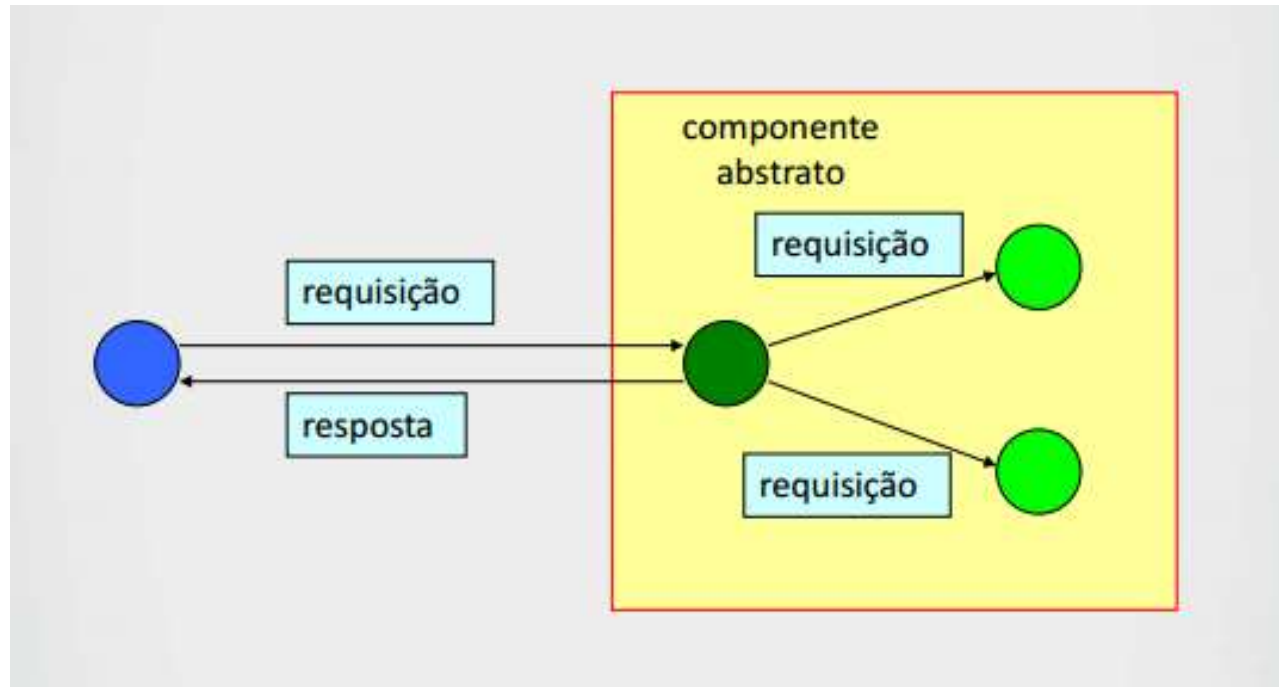 componente
abstrato
requisição
requisição
resposta
requisição